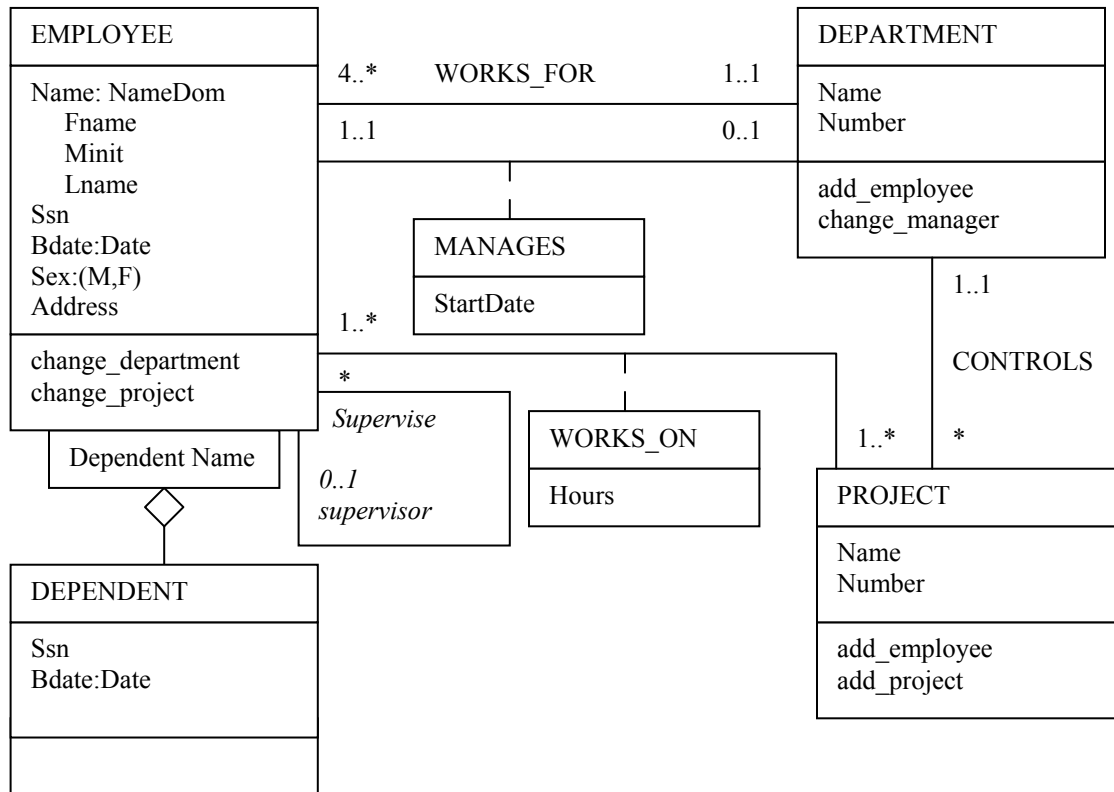 EMPLOYEE
Name: NameDom
Fname
Minit
Lname
Ssn
Bdate:Date
Sex:(M,F)
Address
change_department
change_project
4..* WORKS_FOR 1..1
1..1 0..1
DEPARTMENT
Name
Number
add_employee
change_manager
MANAGES
StartDate
1..*
*
Supervise
0..1
supervisor
WORKS_ON
Hours
1..1
CONTROLS
1..* *
PROJECT
Name
Number
add_employee
add_project
Dependent Name
DEPENDENT
Ssn
Bdate:Date